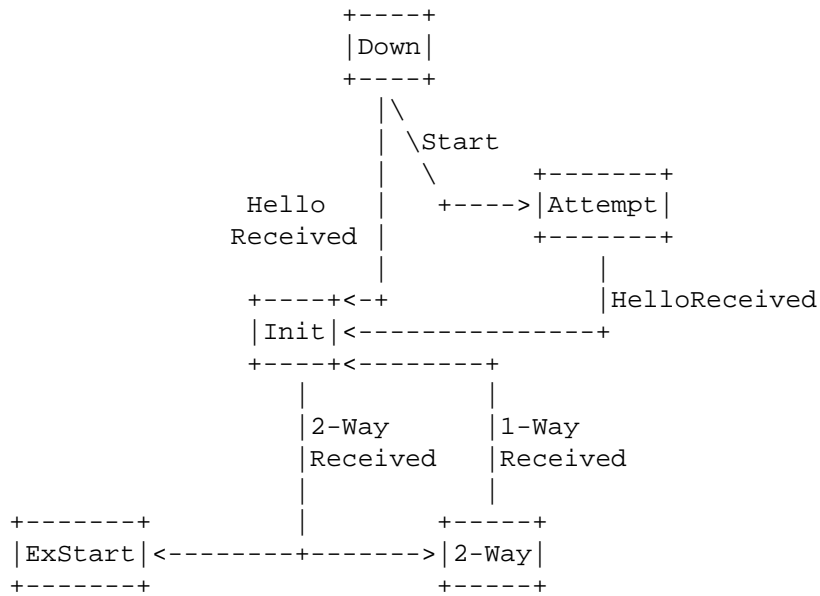 Down
Start
Hello
Attempt
Received
HelloReceived
Init
2-Way
1-Way
Received
Received
ExStart
2-Way